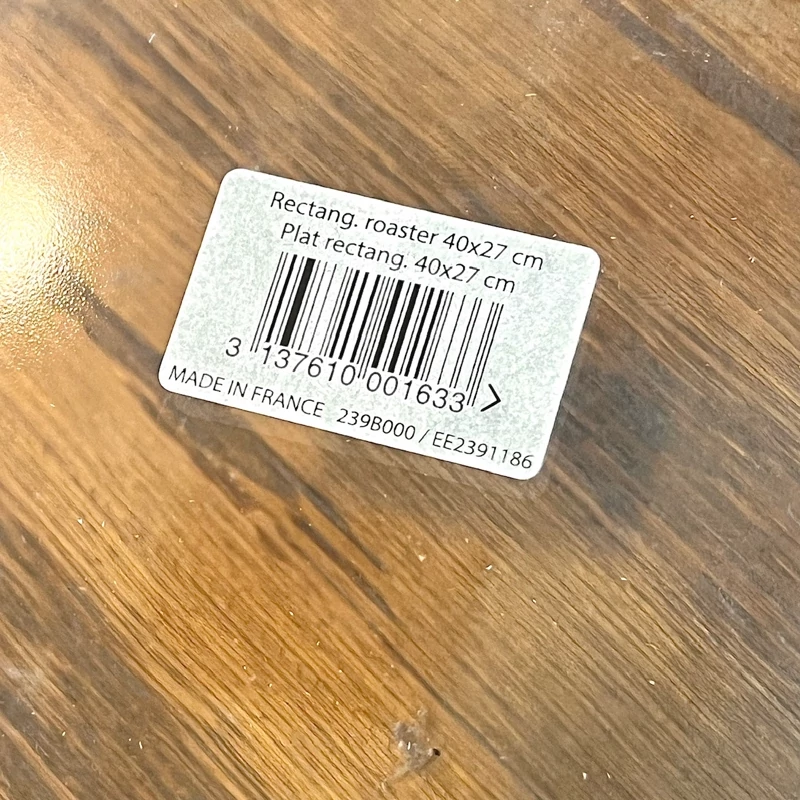 Rectang. roaster 40x27 cm
Plat rectang. 40x27 cm
3 137610 001633 >
MADE IN FRANCE 239B000 / EE2391186